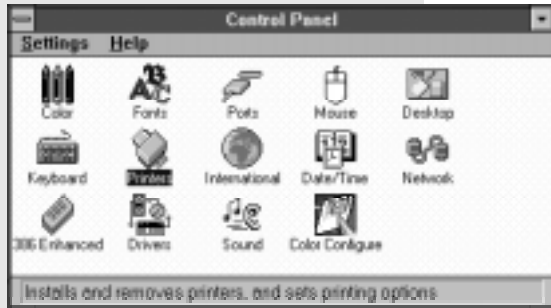 Control Panel
Settings Help
Color Fonts Ports Mouse Desktop
Keyboard Printers International Date/Time Network
386 Enhanced Drivers Sound Color Configure
Installs and removes printers, and sets printing options